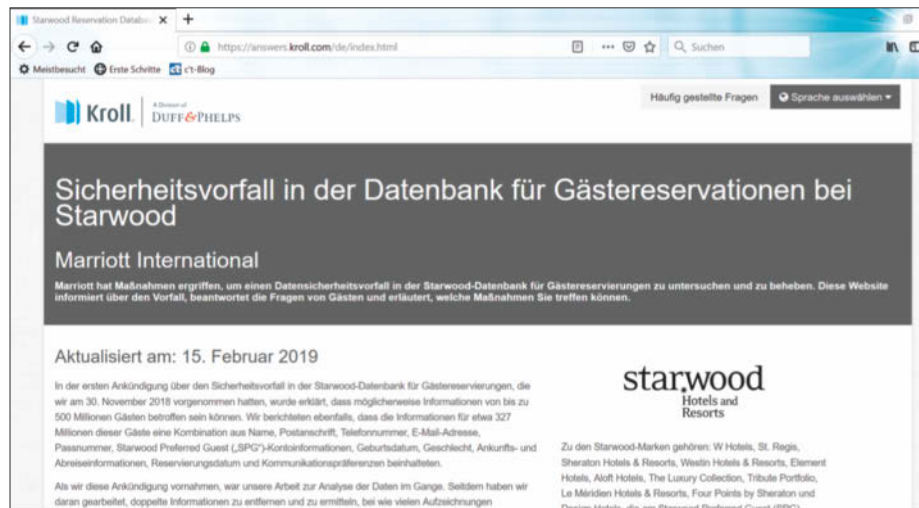 Starwood Reservation Databas
https://answers.kroll.com/de/index.html
Suchen
Meistbesucht Erste Schritte c't-Blog
Kroll
A Division of
DUFF & PHELPS
Häufig gestellte Fragen Sprache auswählen
Sicherheitsvorfall in der Datenbank für Gästereservationen bei
Starwood
Marriott International
Marriott hat Maßnahmen ergriffen, um einen Datensicherheitsvorfall in der Starwood-Datenbank für Gästereservierungen zu untersuchen und zu beheben. Diese Website
informiert über den Vorfall, beantwortet die Fragen von Gästen und erläutert, welche Maßnahmen Sie treffen können.
Aktualisiert am: 15. Februar 2019
In der ersten Ankündigung über den Sicherheitsvorfall in der Starwood-Datenbank für Gästereservierungen, die
wir am 30. November 2018 vorgenommen hatten, wurde erklärt, dass möglicherweise Informationen von bis zu
500 Millionen Gästen betroffen sein können. Wir berichteten ebenfalls, dass die Informationen für etwa 327
Millionen dieser Gäste eine Kombination aus Name, Postanschrift, Telefonnummer, E-Mail-Adresse,
Passnummer, Starwood Preferred Guest („SPG")-Kontoinformationen, Geburtsdatum, Geschlecht, Ankunfts- und
Abreiseinformationen, Reservierungsdatum und Kommunikationspräferenzen beinhalteten.
Als wir diese Ankündigung vornahmen, war unsere Arbeit zur Analyse der Daten im Gange. Seitdem haben wir
daran gearbeitet, doppelte Informationen zu entfernen und zu ermitteln, bei wie vielen Aufzeichnungen
starwood
Hotels and
Resorts
Zu den Starwood-Marken gehören: W Hotels, St. Regis,
Sheraton Hotels & Resorts, Westin Hotels & Resorts, Element
Hotels, Aloft Hotels, The Luxury Collection, Tribute Portfolio,
Le Méridien Hotels & Resorts, Four Points by Sheraton und
Design Hotels, die am Starwood Preferred Guest (SPG)